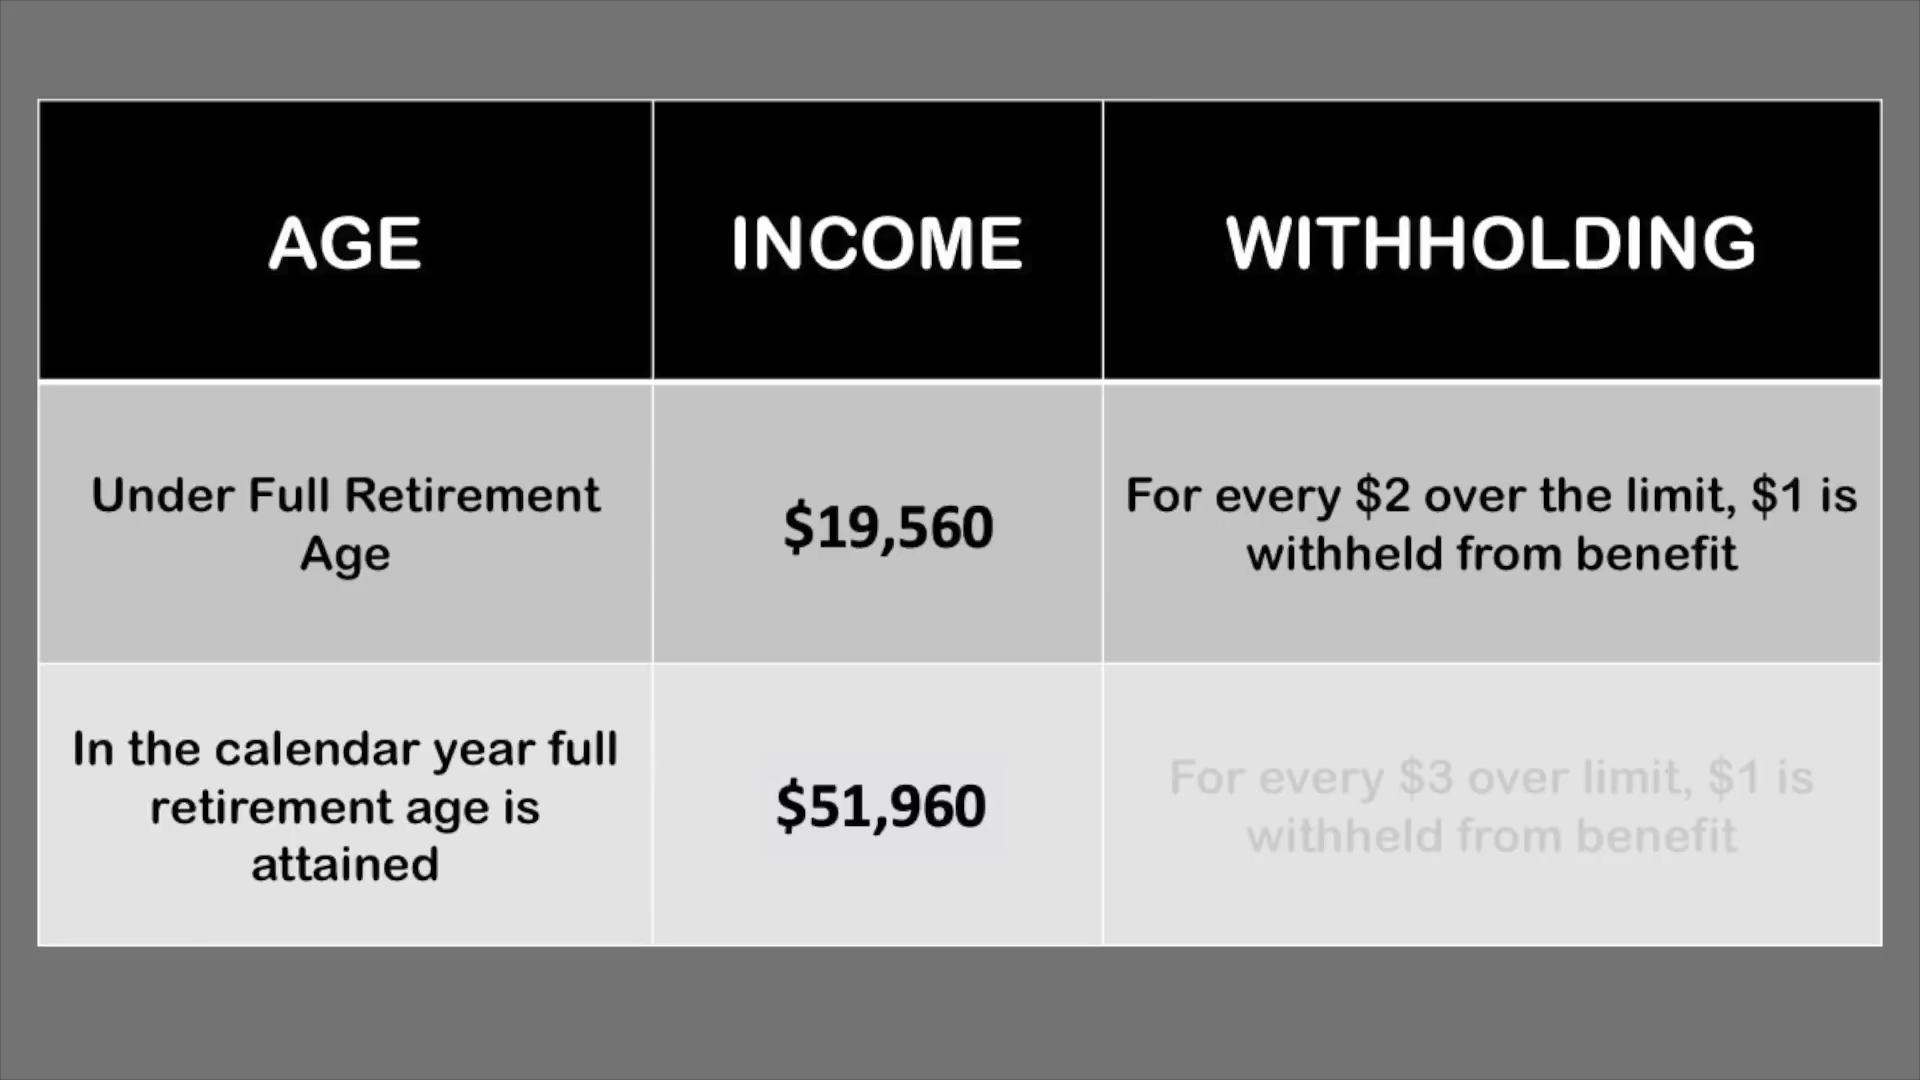 AGE
INCOME
WITHHOLDING
Under Full Retirement
Age
$19,560
For every $2 over the limit, $1 is
withheld from benefit
In the calendar year full
retirement age is
attained
$51,960
For every $3 over limit, $1 is
withheld from benefit